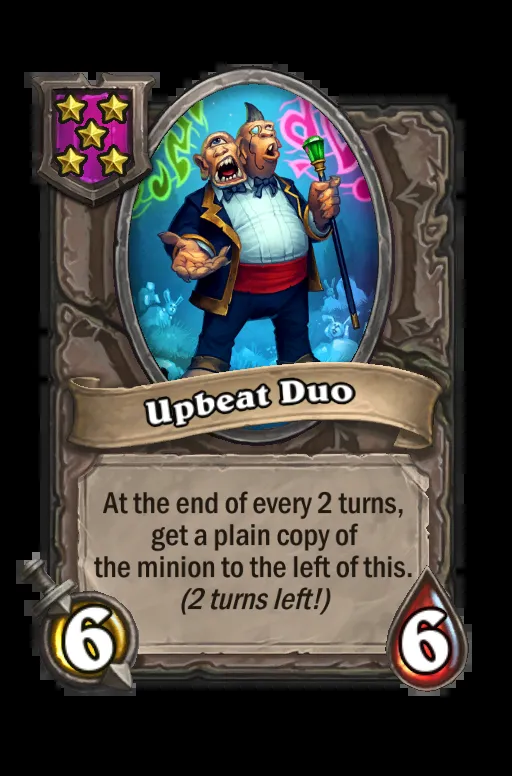 Upbeat Duo
At the end of every 2 turns,
get a plain copy of
the minion to the left of this.
(2 turns left!)
6
6